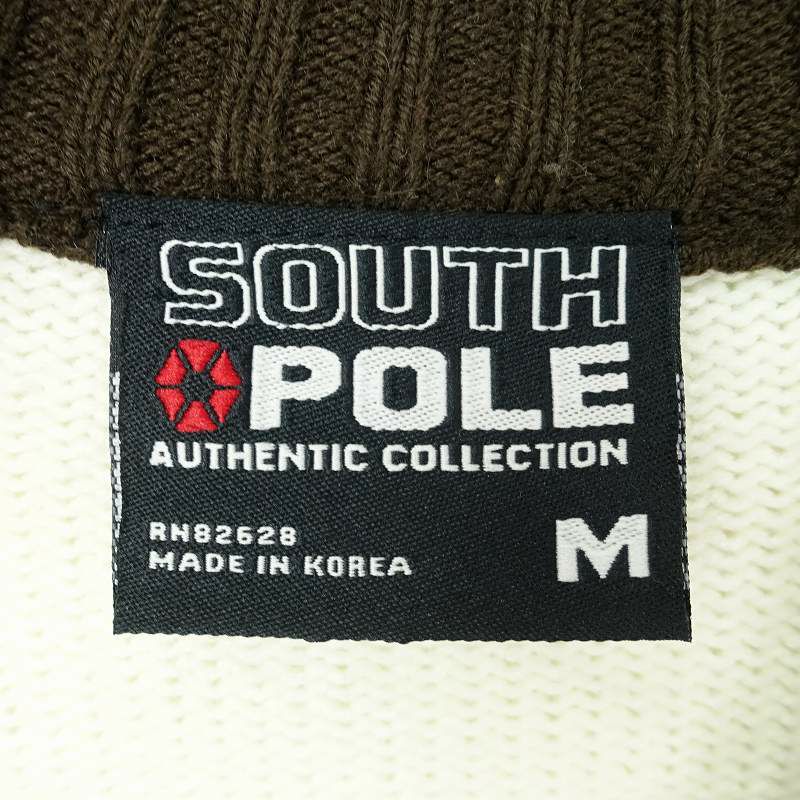 SOUTH
POLE
AUTHENTIC COLLECTION
RN82628
MADE IN KOREA
M